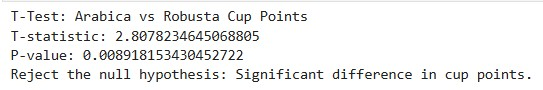 T-Test: Arabica vs Robusta Cup Points
T-statistic: 2.8078234645068805
P-value: 0.008918153430452722
Reject the null hypothesis: Significant difference in cup points.